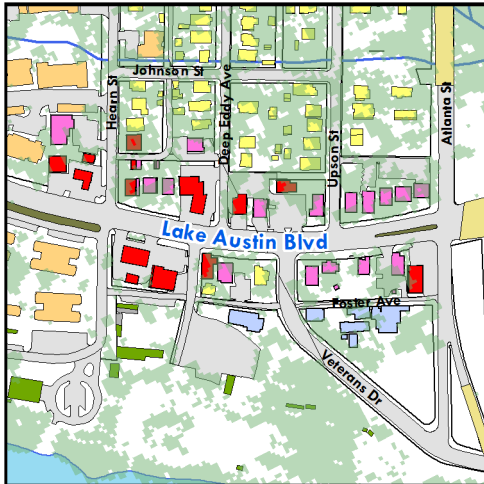 Johnson St
Hearn St
Deep Eddy Ave
Upson St
Atlanta St
Lake Austin Blvd
Foster Ave
Veterans Dr